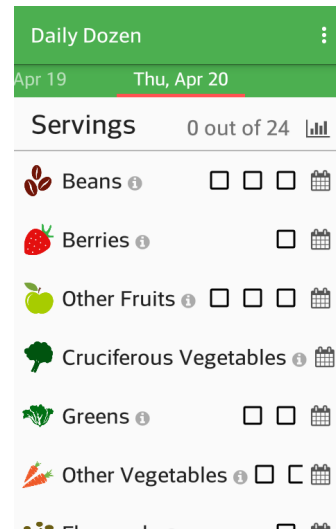 Daily Dozen
Apr 19 Thu, Apr 20
Servings 0 out of 24
Beans
Berries
Other Fruits
Cruciferous Vegetables
Greens
Other Vegetables